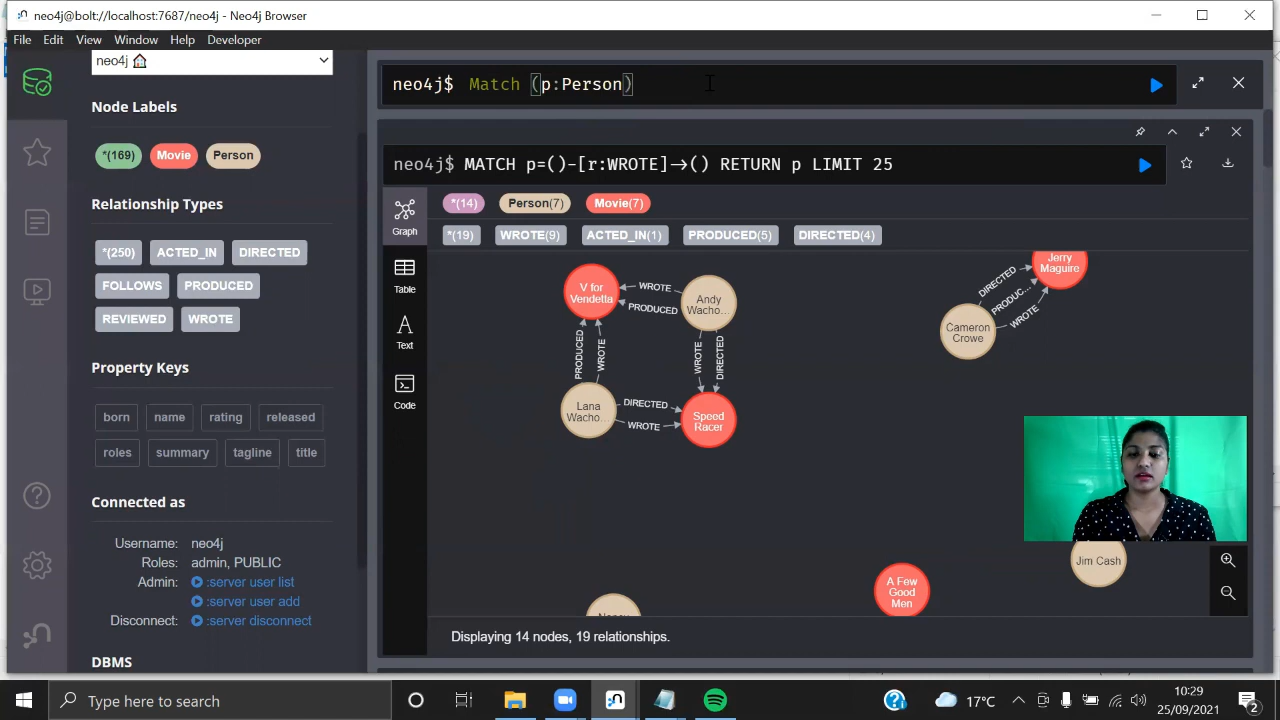 neo4j@bolt://localhost:7687/neo4j - Neo4j Browser
File Edit View Window Help Developer
neo4j
Node Labels
*(169) Movie Person
Relationship Types
*(250) ACTED_IN DIRECTED
FOLLOWS PRODUCED
REVIEWED WROTE
Property Keys
born name rating released
roles summary tagline title
Connected as
Username: neo4j
Roles: admin, PUBLIC
Admin: :server user list
:server user add
Disconnect: :server disconnect
DBMS
neo4j$ Match (p:Person)
neo4j$ MATCH p=()-[r:WROTE]→() RETURN p LIMIT 25
Graph
Table
Text
Code
*(14) Person(7) Movie(7)
*(19) WROTE(9) ACTED_IN(1) PRODUCED(5) DIRECTED(4)
V for
Vendetta
WROTE
PRODUCED
Andy
Wacho...
PRODUCED
WROTE
WROTE
DIRECTED
Lana
Wacho...
DIRECTED
WROTE
Speed
Racer
Jerry
Maguire
DIRECTED
PRODUC...
WROTE
Cameron
Crowe
Jim Cash
A Few
Good
Men
Displaying 14 nodes, 19 relationships.
Type here to search
17°C
10:29
25/09/2021
2